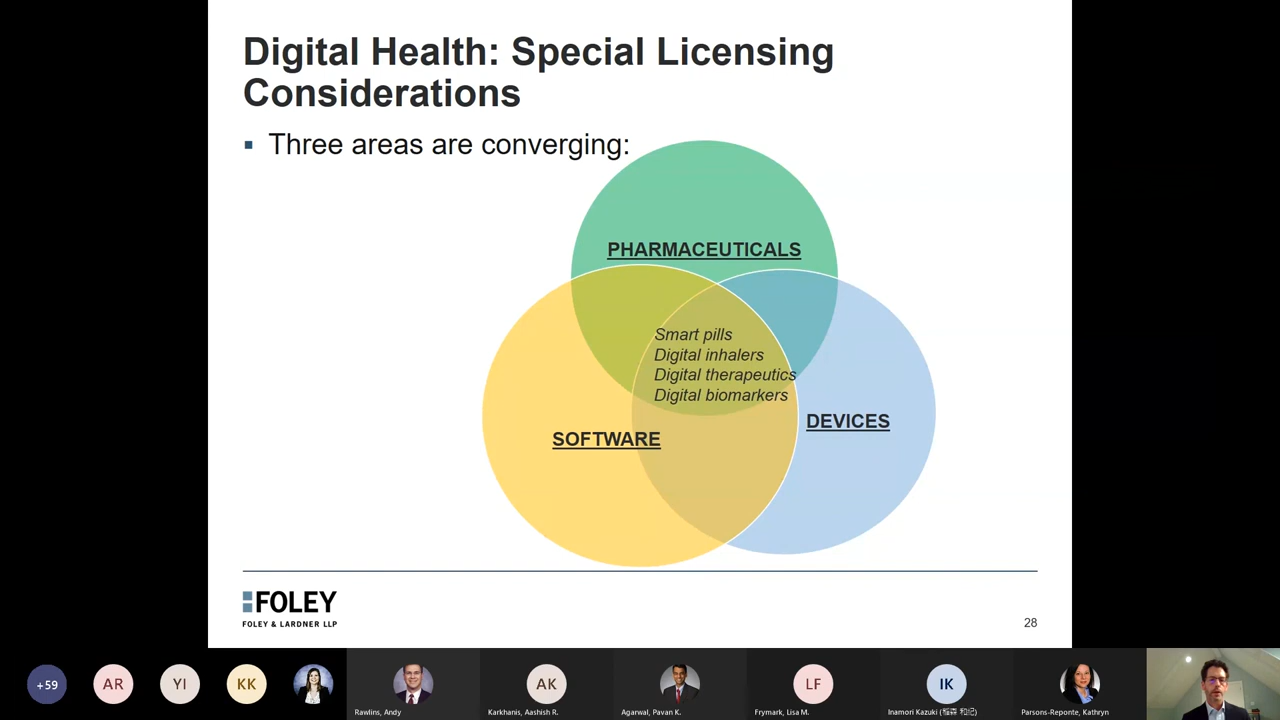 Digital Health: Special Licensing
Considerations
Three areas are converging:
PHARMACEUTICALS
Smart pills
Digital inhalers
Digital therapeutics
Digital biomarkers
DEVICES
SOFTWARE
FOLEY
FOLEY & LARDNER LLP
28
+59
AR
YI
KK
AK
LF
IK
Rawlins, Andy
Karkhanis, Aashish R.
Agarwal, Pavan K.
Frymark, Lisa M.
Inamori Kazuki
Parsons-Reponte, Kathryn